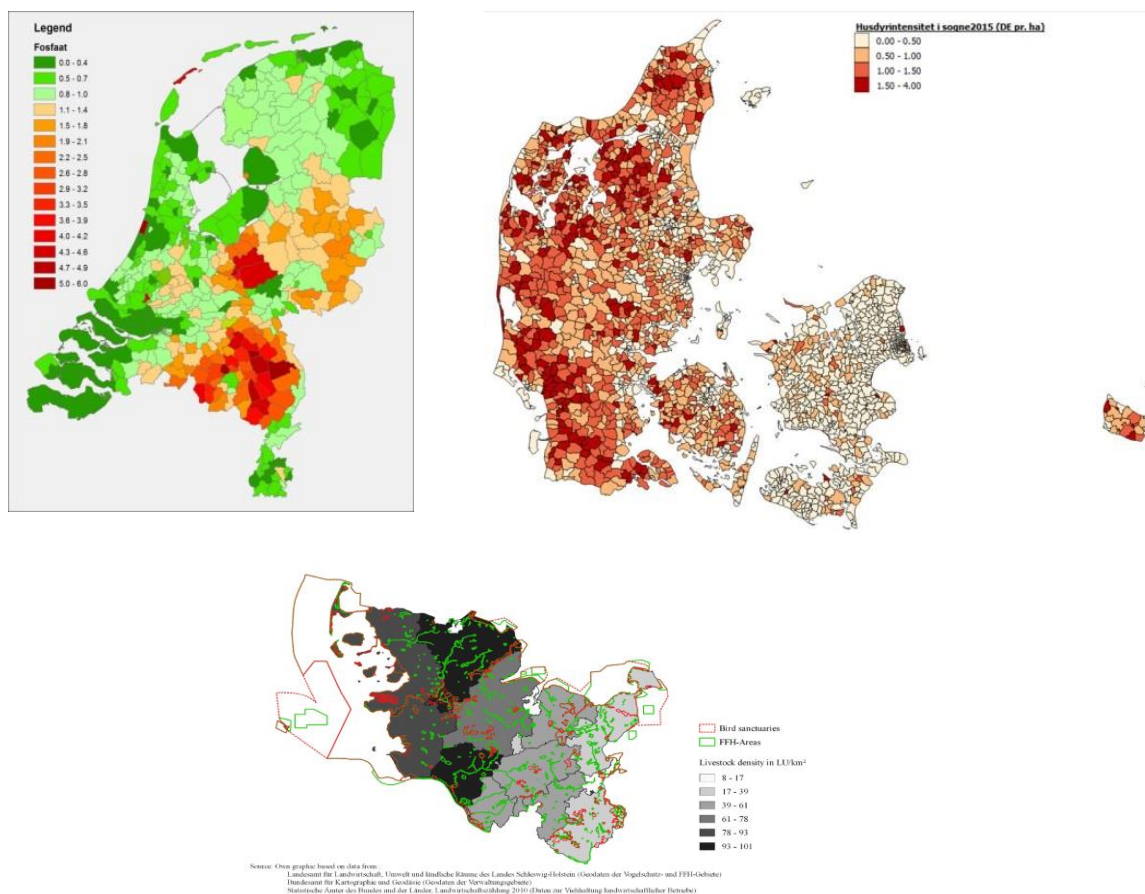 Legend
Fosfaat
0.0 - 0.4
0.5 - 0.7
0.8 - 1.0
1.1 - 1.4
1.5 - 1.8
1.9 - 2.1
2.2 - 2.5
2.6 - 2.8
2.9 - 3.2
3.3 - 3.5
3.6 - 3.9
4.0 - 4.2
4.3 - 4.6
4.7 - 4.9
5.0 - 6.0
Husdyrintensitet i sogne2015 (DE pr. ha)
0.00 - 0.50
0.50 - 1.00
1.00 - 1.50
1.50 - 4.00
Bird sanctuaries
FFH-Areas
Livestock density in LU/km²
8 - 17
17 - 39
39 - 61
61 - 78
78 - 93
93 - 101
Source: Own graphic based on data from:
Landesamt für Landwirtschaft, Umwelt und ländliche Räume des Landes Schleswig-Holstein (Geodaten der Vogelschutz- und FFH-Gebiete)
Bundesamt für Kartographie und Geodäsie (Geodaten der Verwaltungsgebiete)
Statistische Ämter des Bundes und der Länder, Landwirtschaftszählung 2010 (Daten zur Viehhaltung landwirtschaftlicher Betriebe)